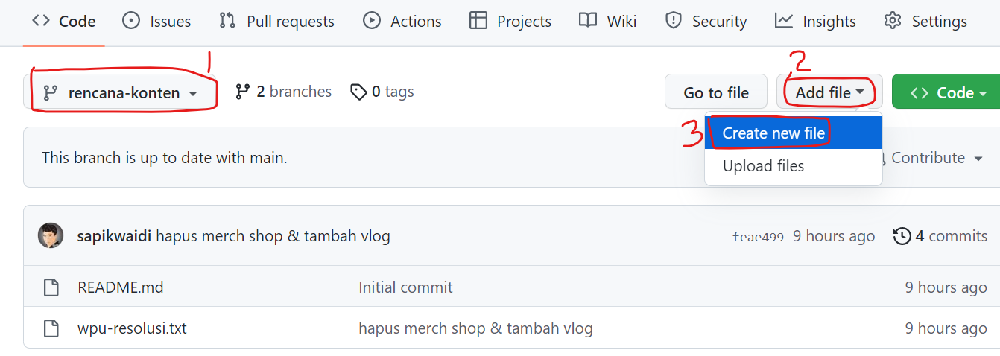 Code Issues Pull requests Actions Projects Wiki Security Insights Settings
1 2
rencana-konten 2 branches 0 tags Go to file Add file Code
3 Create new file
This branch is up to date with main. Contribute
Upload files
sapikwaidi hapus merch shop & tambah vlog feae499 9 hours ago 4 commits
README.md Initial commit 9 hours ago
wpu-resolusi.txt hapus merch shop & tambah vlog 9 hours ago